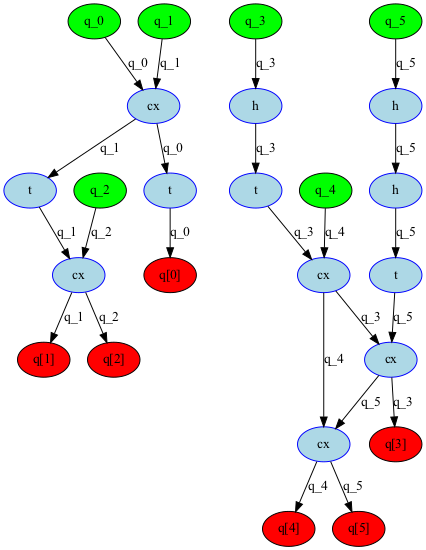 q_0 q_1 q_3 q_5
q_0 q_1 q_3 q_5
cx h h
q_1 q_0 q_3 q_5
t q_2 t t q_4 h
q_1 q_2 q_0 q_3 q_4 q_5
cx q[0] cx t
q_1 q_2 q_3 q_5
q[1] q[2] q_4 cx
q_5 q_3
cx q[3]
q_4 q_5
q[4] q[5]